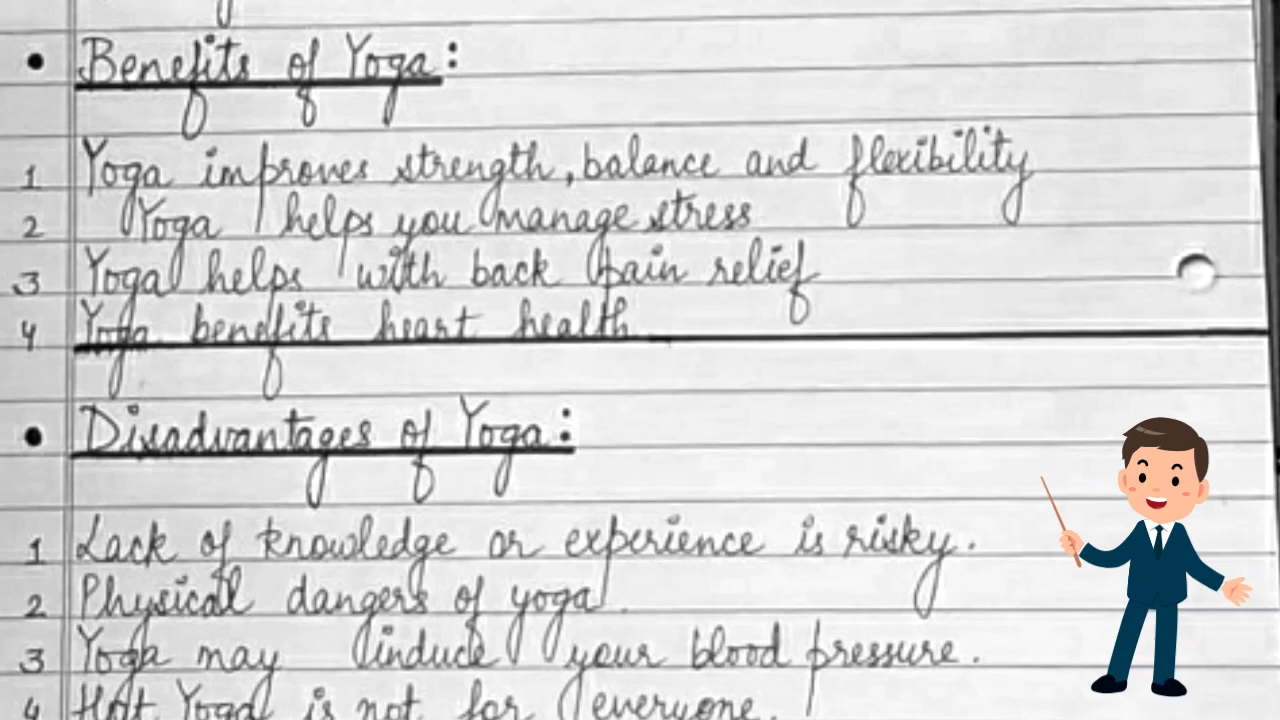 • Benefits of Yoga:
1 Yoga improves strength, balance and flexibility
2 Yoga helps you manage stress
3 Yoga helps with back pain relief
4 Yoga benefits heart health
• Disadvantages of Yoga:
1 Lack of knowledge or experience is risky.
2 Physical dangers of yoga.
3 Yoga may induce your blood pressure.
4 Hot Yoga is not for everyone.